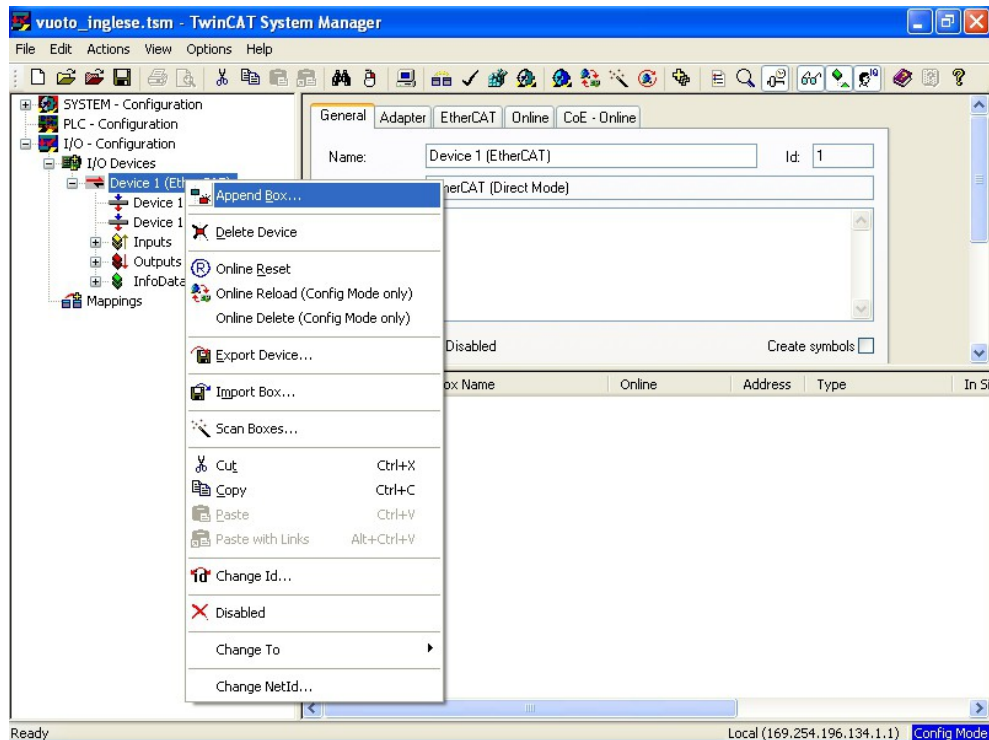 vuoto_inglese.tsm - TwinCAT System Manager
File Edit Actions View Options Help
SYSTEM - Configuration
PLC - Configuration
I/O - Configuration
I/O Devices
Device 1 (EtherCAT)
Device 1
Device 1
Inputs
Outputs
InfoData
Mappings
General Adapter EtherCAT Online CoE - Online
Name: Device 1 (EtherCAT) Id: 1
(Direct Mode)
Disabled Create symbols
Name Online Address Type In
Append Box...
Delete Device
Online Reset
Online Reload (Config Mode only)
Online Delete (Config Mode only)
Export Device...
Import Box...
Scan Boxes...
Cut Ctrl+X
Copy Ctrl+C
Paste Ctrl+V
Paste with Links Alt+Ctrl+V
Change Id...
Disabled
Change To
Change NetId...
Ready Local (169.254.196.134.1.1) Config Mode